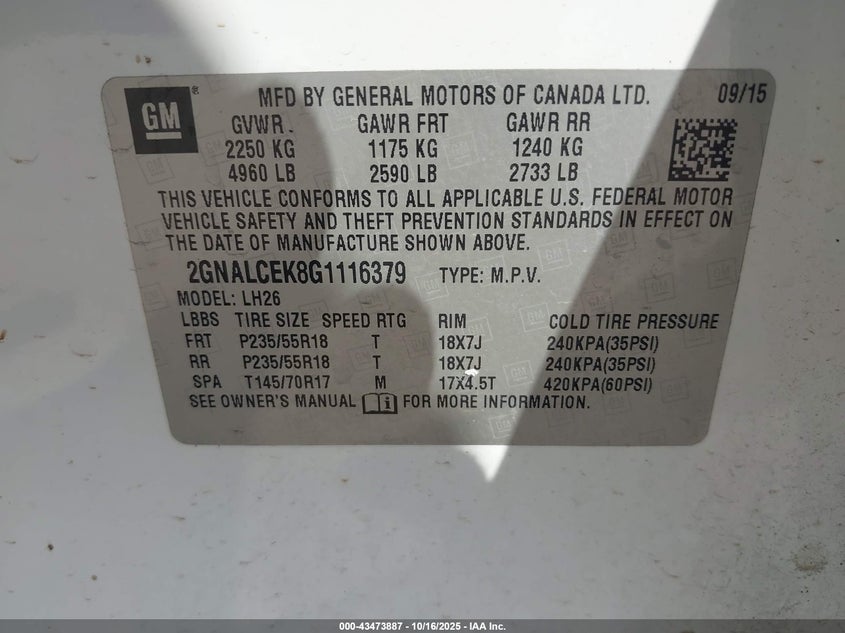 GM ® MFD BY GENERAL MOTORS OF CANADA LTD. 09/15
GVWR GAWR FRT GAWR RR
2250 KG 1175 KG 1240 KG
4960 LB 2590 LB 2733 LB
THIS VEHICLE CONFORMS TO ALL APPLICABLE U.S. FEDERAL MOTOR
VEHICLE SAFETY AND THEFT PREVENTION STANDARDS IN EFFECT ON
THE DATE OF MANUFACTURE SHOWN ABOVE.
2GNALCEK8G1116379 TYPE: M.P.V.
MODEL: LH26
LBBS TIRE SIZE SPEED RTG RIM COLD TIRE PRESSURE
FRT P235/55R18 T 18X7J 240KPA(35PSI)
RR P235/55R18 T 18X7J 240KPA(35PSI)
SPA T145/70R17 M 17X4.5T 420KPA(60PSI)
SEE OWNER'S MANUAL i FOR MORE INFORMATION.
000-43473887 - 10/16/2025 - IAA Inc.